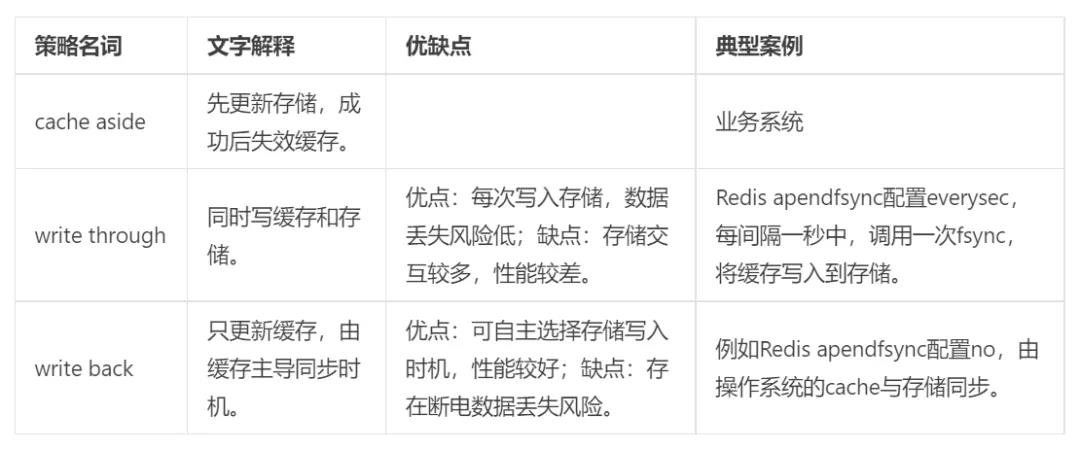 策略名词
文字解释
优缺点
典型案例
cache aside
先更新存储，成
功后失效缓存。
业务系统
write through
同时写缓存和存
储。
优点：每次写入存储，数据
丢失风险低；缺点：存储交
互较多，性能较差。
Redis apendfsync配置everysec，
每间隔一秒中，调用一次fsync，
将缓存写入到存储。
write back
只更新缓存，由
缓存主导同步时
机。
优点：可自主选择存储写入
时机，性能较好；缺点：存
在断电数据丢失风险。
例如Redis apendfsync配置no，由
操作系统的cache与存储同步。